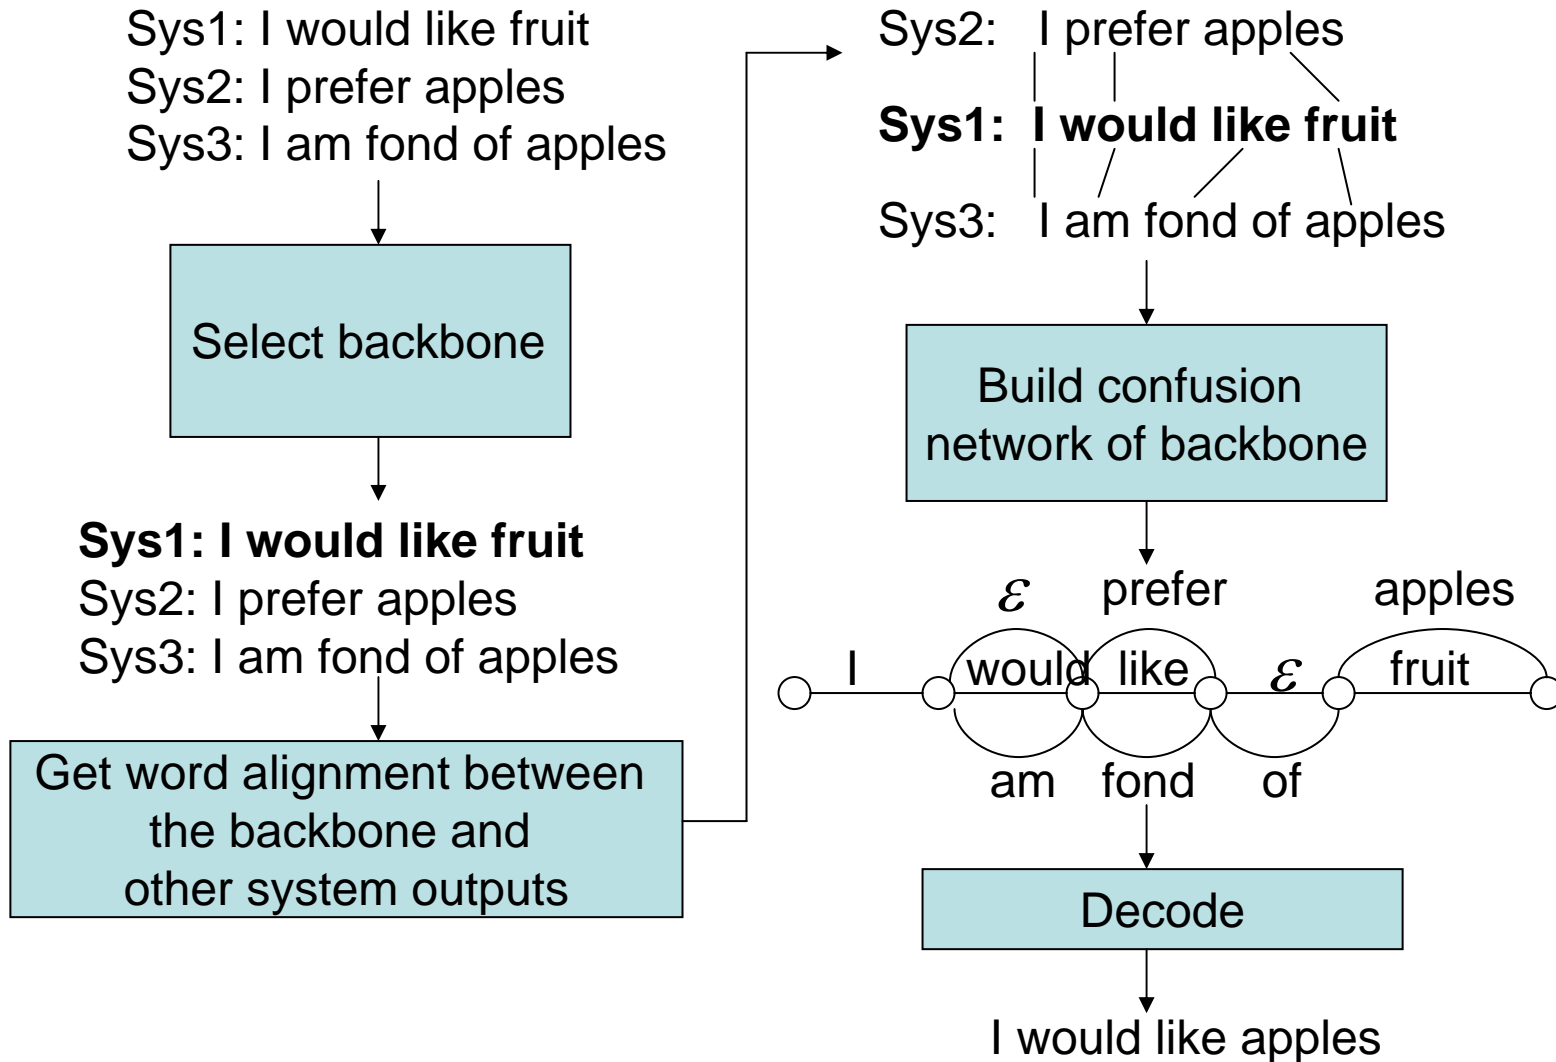 Sys1: I would like fruit
Sys2: I prefer apples
Sys3: I am fond of apples
Select backbone
Sys1: I would like fruit
Sys2: I prefer apples
Sys3: I am fond of apples
Get word alignment between
the backbone and
other system outputs
Sys2: I prefer apples
Sys1: I would like fruit
Sys3: I am fond of apples
Build confusion
network of backbone
ε prefer apples
I would like ε fruit
am fond of
Decode
I would like apples